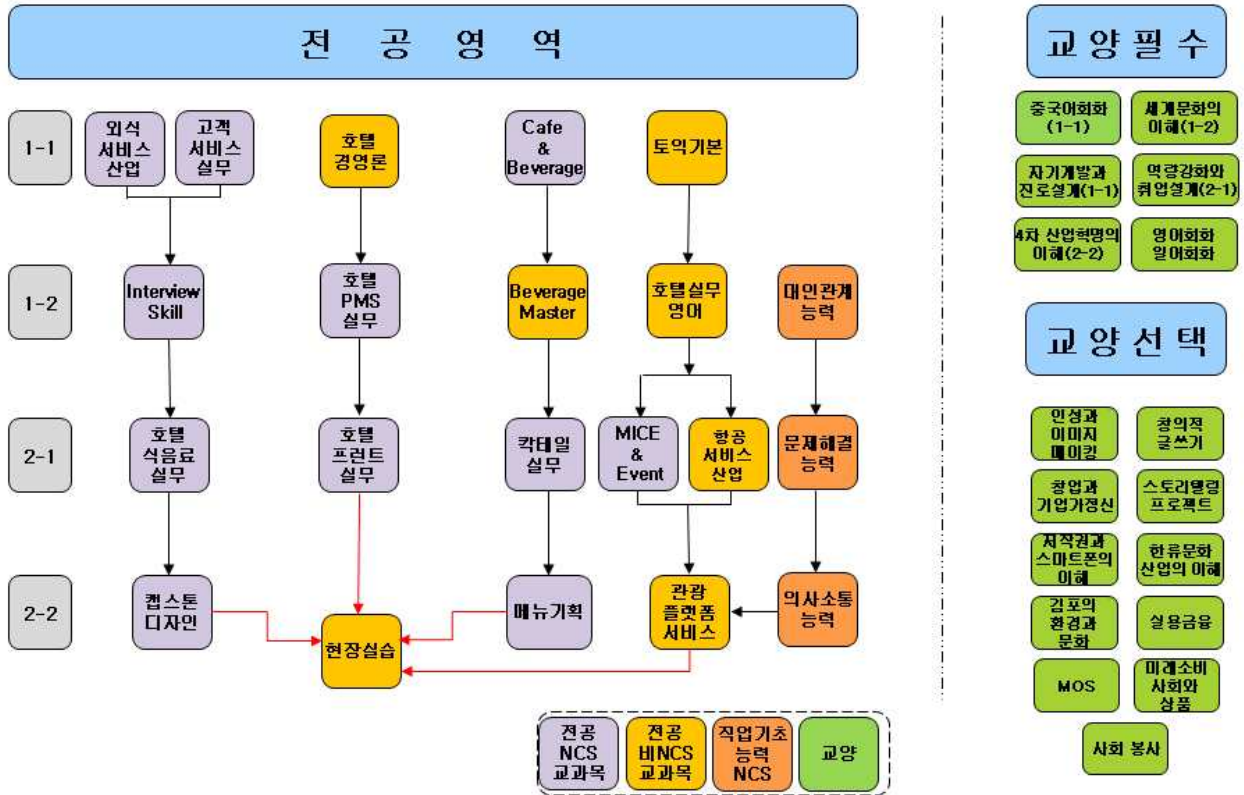 전 공 영 역
교 양 필 수
1-1
외식
서비스
산업
고객
서비스
실무
호텔
경영론
Cafe
&
Beverage
토익기본
중국어회화
(1-1)
세계문화의
이해(1-2)
자기개발과
진로설계(1-1)
역량강화와
취업설계(2-1)
4차 산업혁명의
이해(2-2)
영어회화
일어회화
1-2
Interview
Skill
호텔
PMS
실무
Beverage
Master
호텔실무
영어
대인관계
능력
교 양 선 택
2-1
호텔
식음료
실무
호텔
프런트
실무
칵테일
실무
MICE
&
Event
항공
서비스
산업
문제해결
능력
인성과
이미지
메이킹
창의적
글쓰기
창업과
기업가정신
스토리텔링
프로젝트
저작권과
스마트폰의
이해
한류문화
산업의 이해
2-2
캡스톤
디자인
현장실습
메뉴기획
관광
플랫폼
서비스
의사소통
능력
김포의
환경과
문화
실용금융
MOS
미래소비
사회와
상품
사회 봉사
전공
NCS
교과목
전공
비NCS
교과목
직업기초
능력
NCS
교양